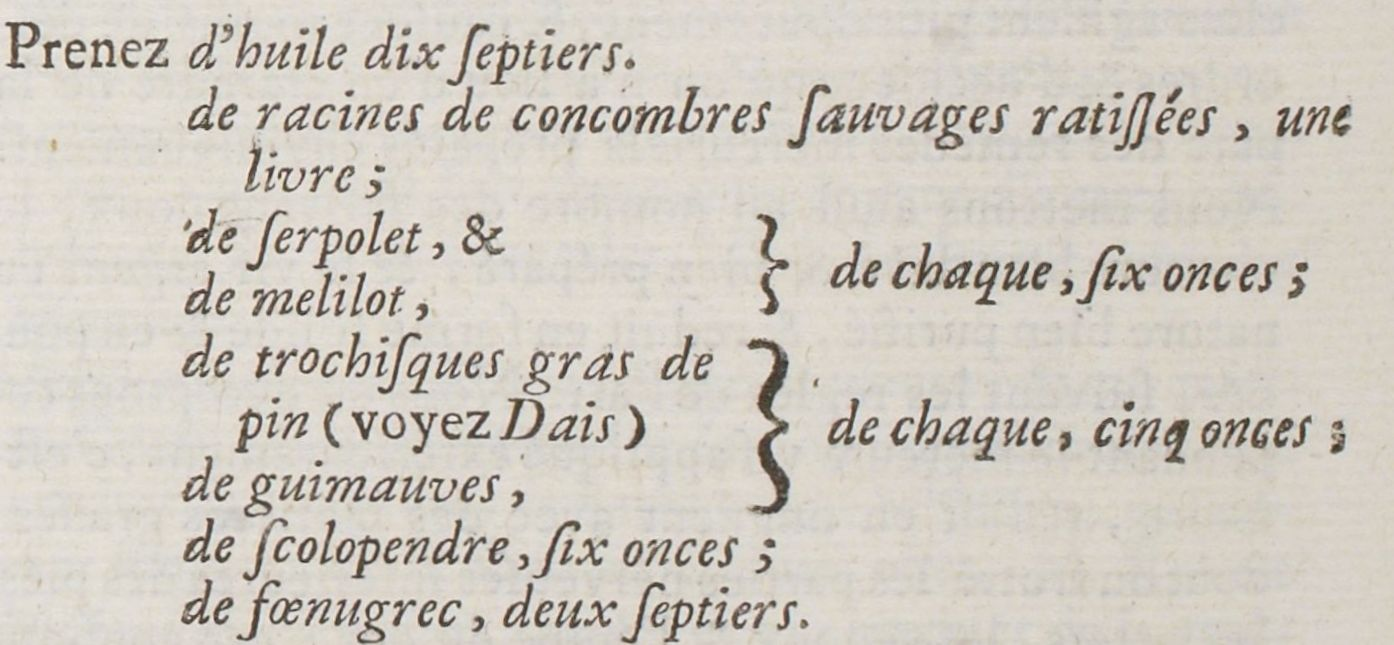 Prenez d'huile dix ſeptiers.
de racines de concombres ſauvages ratiſſées, une
livre;
de ſerpolet, &
de melilot,
} de chaque, ſix onces;
de trochiſques gras de
pin (voyez Dais)
de guimauves,
} de chaque, cinq onces;
de ſcolopendre, ſix onces;
de fœnugrec, deux ſeptiers.